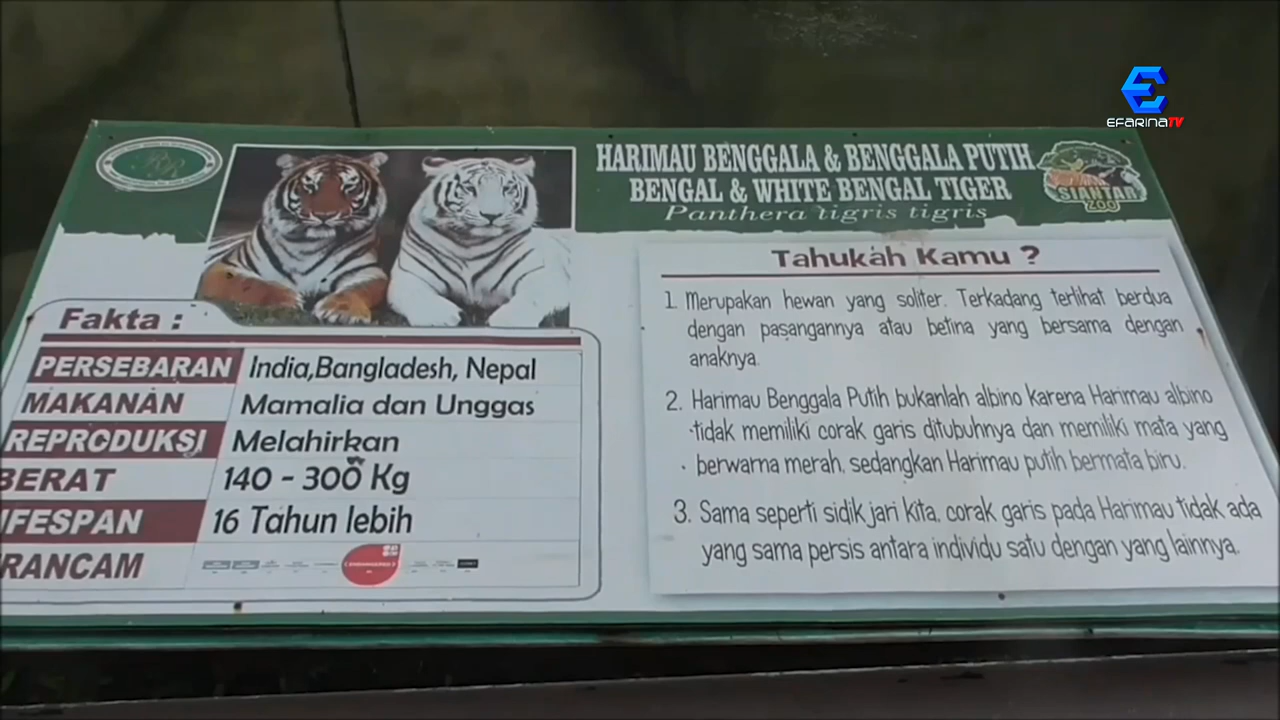 EFARINA TV
HARIMAU BENGGALA & BENGGALA PUTIH
BENGAL & WHITE BENGAL TIGER
Panthera tigris tigris
SIANTAR
ZOO
Fakta :
PERSEBARAN India,Bangladesh, Nepal
MAKANAN Mamalia dan Unggas
REPRODUKSI Melahirkan
BERAT 140 - 300 Kg
IFESPAN 16 Tahun lebih
RANCAM
Tahukah Kamu ?
1. Merupakan hewan yang soliter. Terkadang terlihat berdua
dengan pasangannya atau betina yang bersama dengan
anaknya.
2. Harimau Benggala Putih bukanlah albino karena Harimau albino
tidak memiliki corak garis ditubuhnya dan memiliki mata yang
berwarna merah, sedangkan Harimau putih bermata biru.
3. Sama seperti sidik jari kita, corak garis pada Harimau tidak ada
yang sama persis antara individu satu dengan yang lainnya.